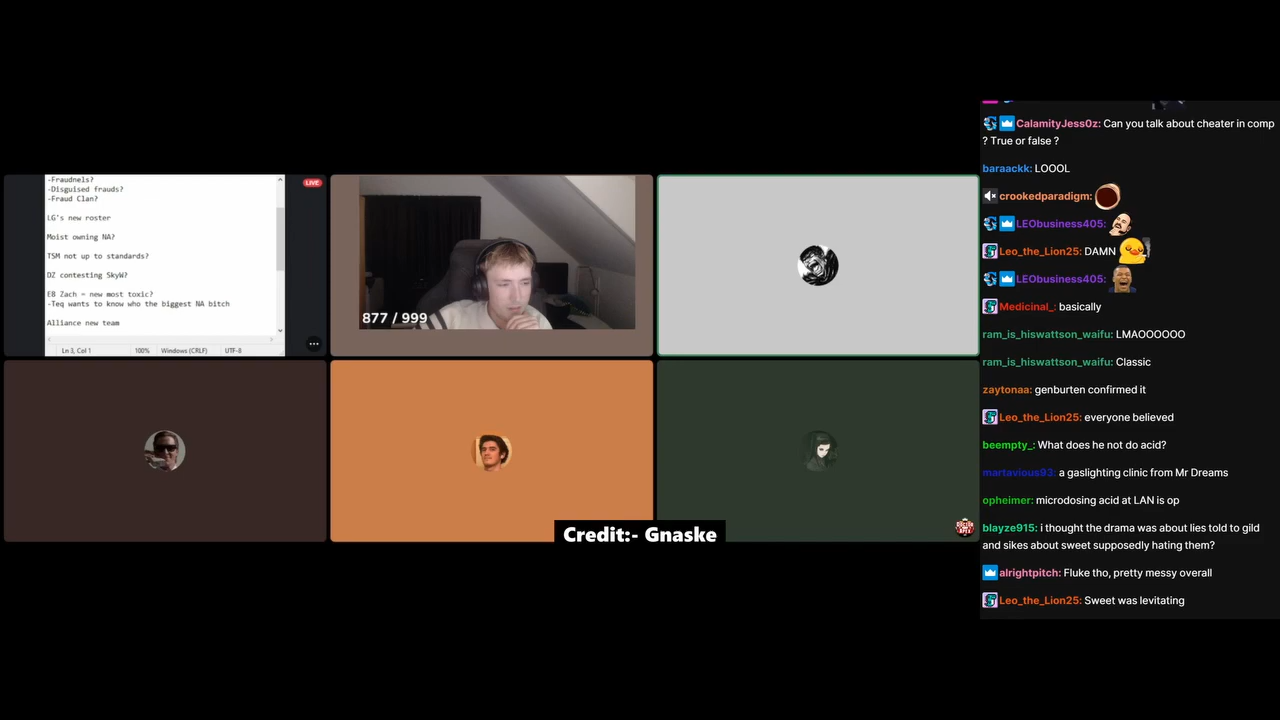 -Fraudnels?
-Disguised frauds?
-Fraud Clan?
LG's new roster
Moist owning NA?
TSM not up to standards?
DZ contesting SkyW?
E8 Zach = new most toxic?
-Teq wants to know who the biggest NA bitch
Alliance new team
Ln 3, Col 1 100% Windows (CRLF) UTF-8
LIVE
877 / 999
Credit:- Gnaske
CalamityJess0z: Can you talk about cheater in comp
? True or false ?
baraackk: LOOOL
crookedparadigm:
LEObusiness405:
Leo_the_Lion25: DAMN
LEObusiness405:
Medicinal_: basically
ram_is_hiswattson_waifu: LMAOOOOOO
ram_is_hiswattson_waifu: Classic
zaytonaa: genburten confirmed it
Leo_the_Lion25: everyone believed
beempty_: What does he not do acid?
martavious93: a gaslighting clinic from Mr Dreams
opheimer: microdosing acid at LAN is op
blayze915: i thought the drama was about lies told to gild
and sikes about sweet supposedly hating them?
alrightpitch: Fluke tho, pretty messy overall
Leo_the_Lion25: Sweet was levitating